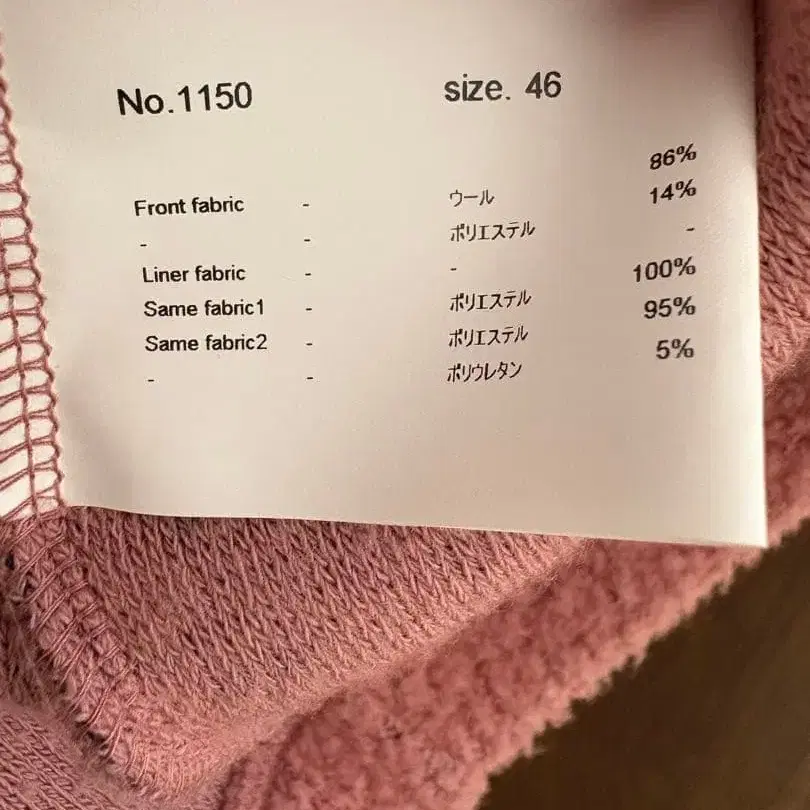 No.1150 size. 46
Front fabric - ウール 86%
- - ポリエステル 14%
Liner fabric - - -
Same fabric1 - ポリエステル 100%
Same fabric2 - ポリエステル 95%
- - ポリウレタン 5%